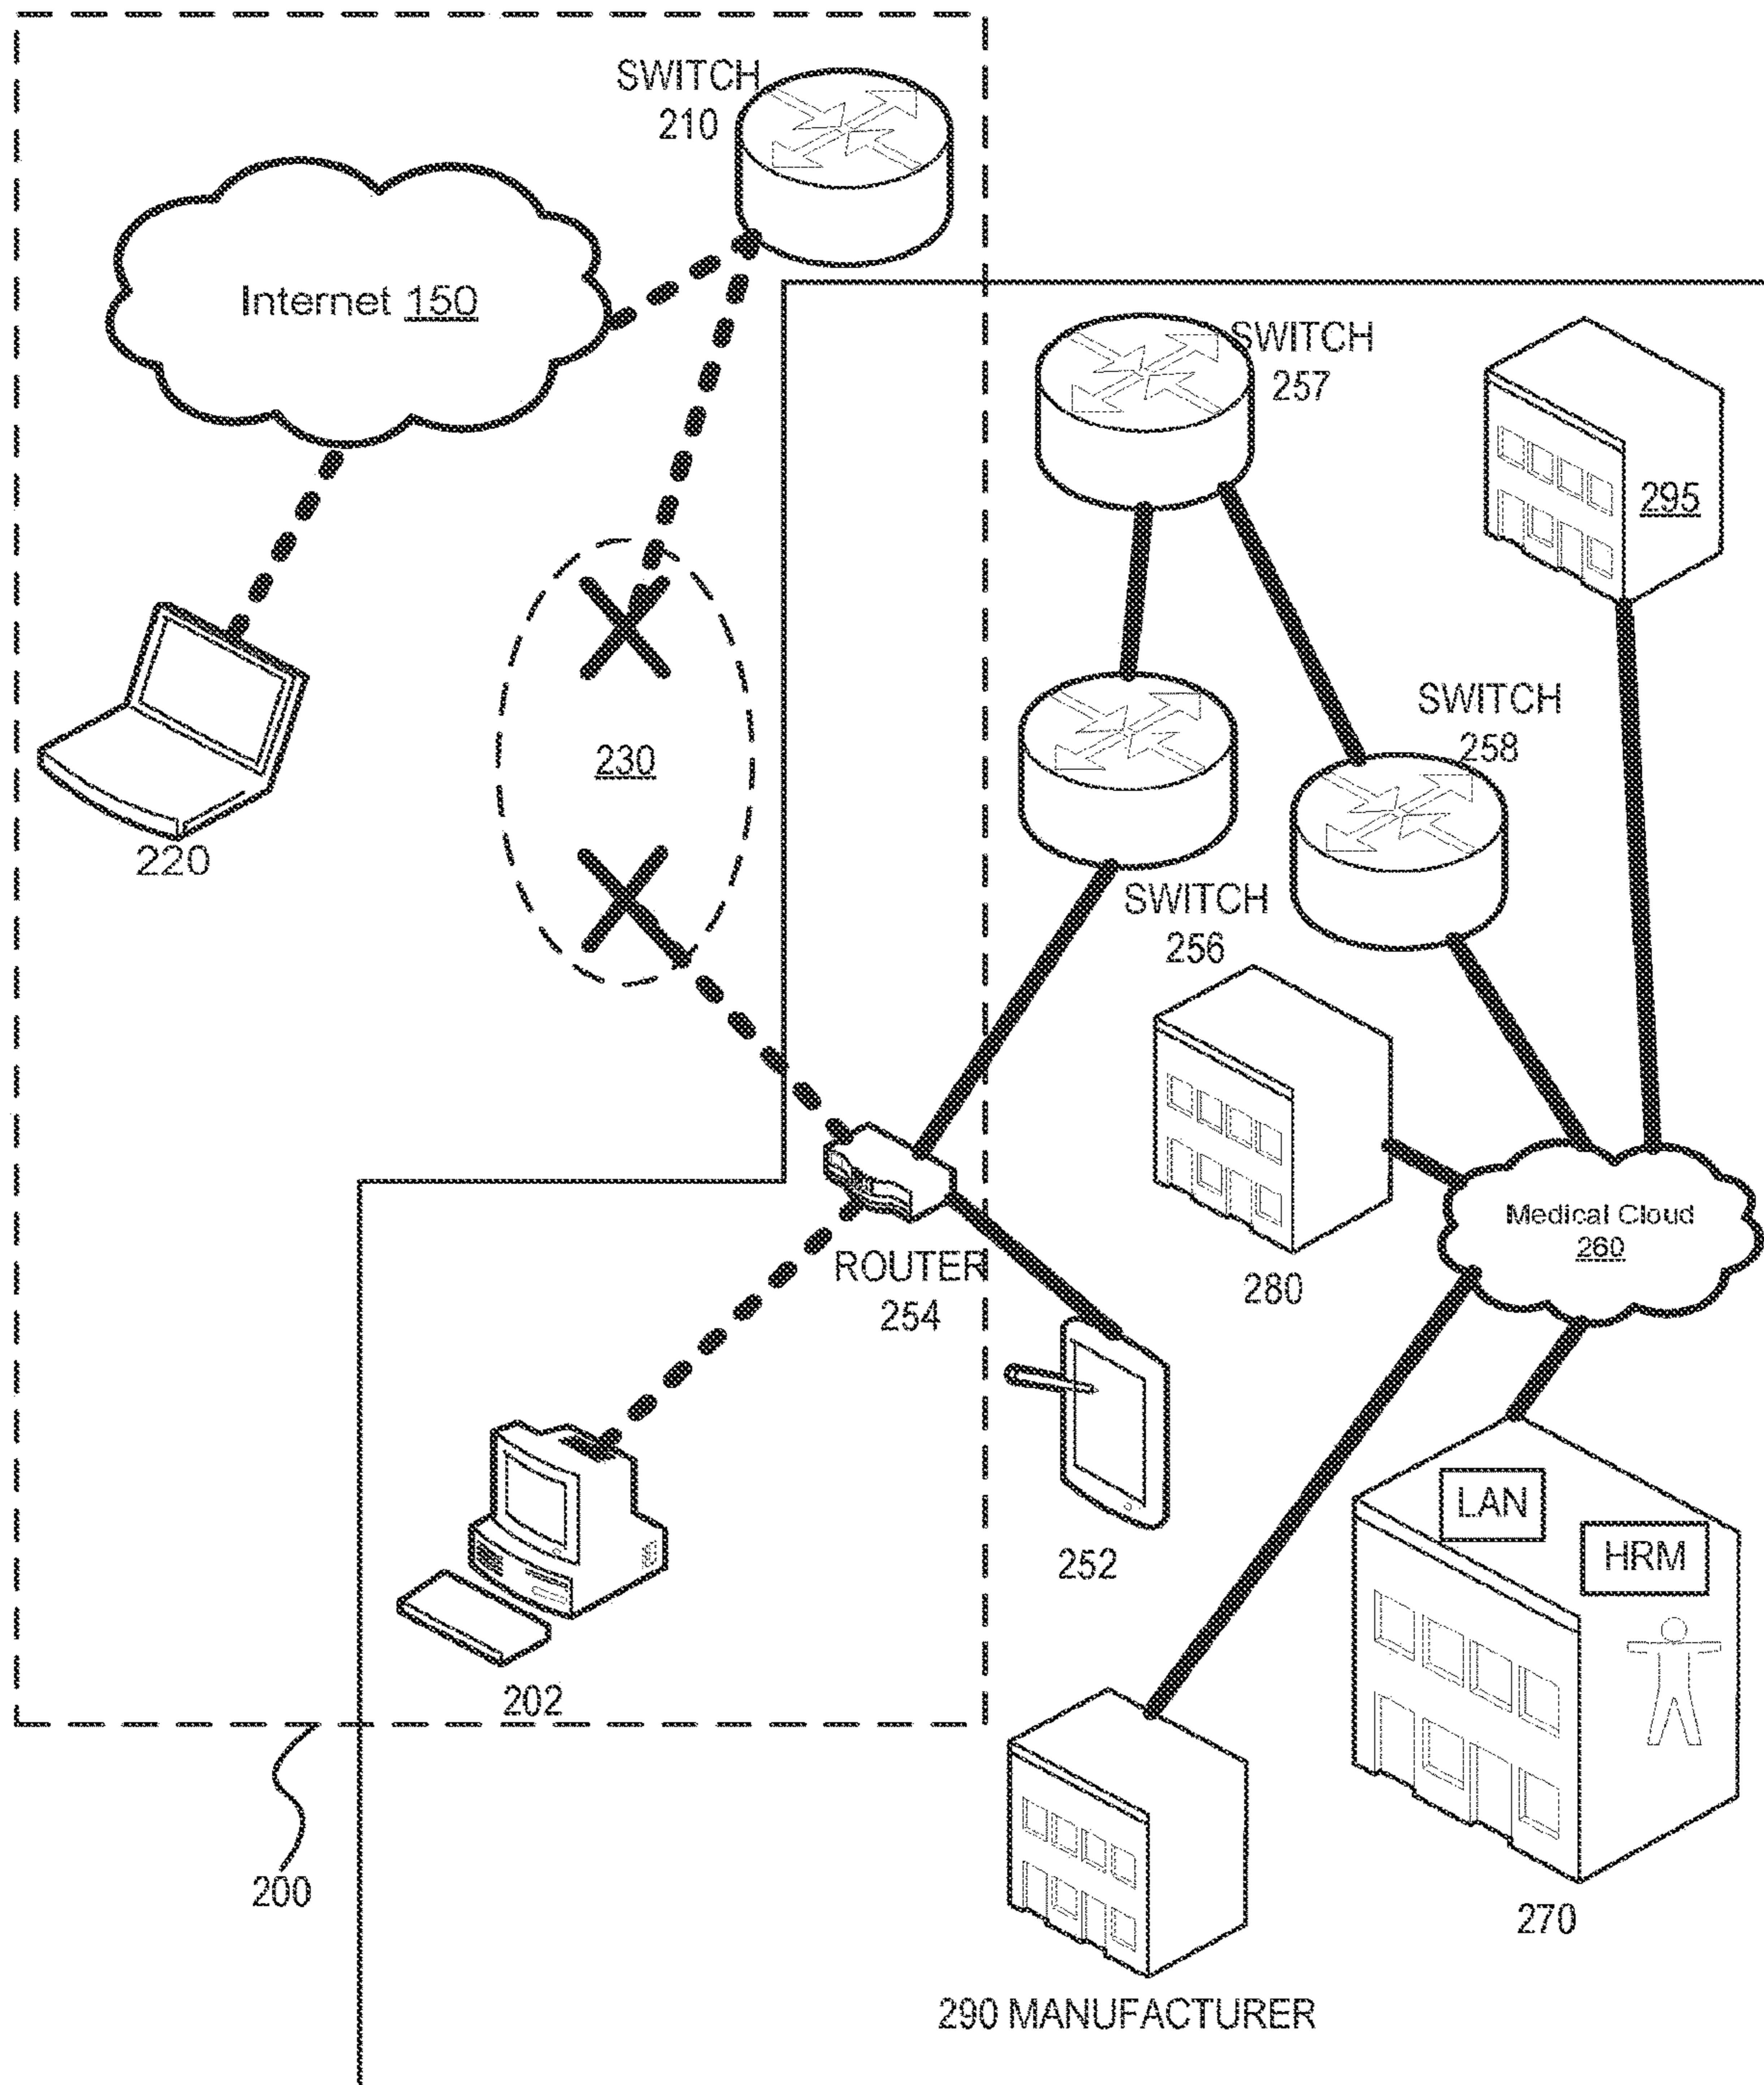 SWITCH
210
Internet 150
SWITCH
257
295
SWITCH
258
230
220
SWITCH
256
Medical Cloud
260
ROUTER
254
280
LAN
HRM
252
202
200
270
290 MANUFACTURER